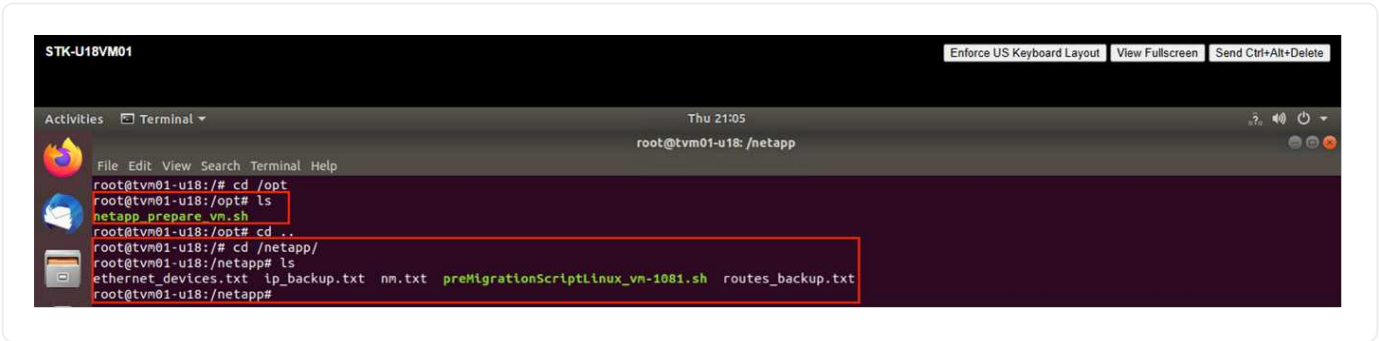 STK-U18VM01
Enforce US Keyboard Layout View Fullscreen Send Ctrl+Alt+Delete
Activities Terminal Thu 21:05
root@tvm01-u18: /netapp
File Edit View Search Terminal Help
root@tvm01-u18:/# cd /opt
root@tvm01-u18:/opt# ls
netapp_prepare_vm.sh
root@tvm01-u18:/opt# cd ..
root@tvm01-u18:/# cd /netapp/
root@tvm01-u18:/netapp# ls
ethernet_devices.txt ip_backup.txt nm.txt preMigrationScriptLinux_vm-1081.sh routes_backup.txt
root@tvm01-u18:/netapp#